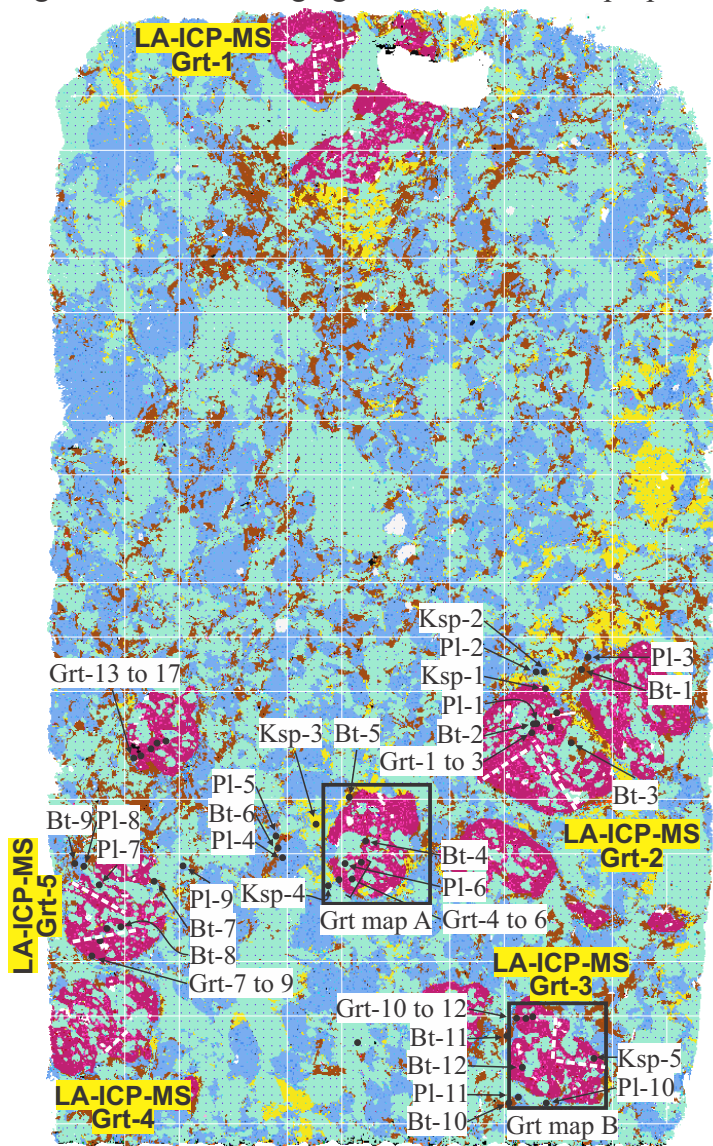 LA-ICP-MS
Grt-1
Ksp-2
Pl-2
Ksp-1
Pl-1
Bt-2
Grt-1 to 3
Pl-3
Bt-1
Bt-3
LA-ICP-MS
Grt-2
Grt-13 to 17
Ksp-3
Bt-5
Pl-5
Bt-6
Pl-4
Ksp-4
Bt-4
Pl-6
Grt map A
Grt-4 to 6
Bt-9
Pl-8
Pl-7
Pl-9
Bt-7
Bt-8
Grt-7 to 9
LA-ICP-MS
Grt-5
LA-ICP-MS
Grt-3
Grt-10 to 12
Bt-11
Bt-12
Pl-11
Bt-10
Ksp-5
Pl-10
Grt map B
LA-ICP-MS
Grt-4